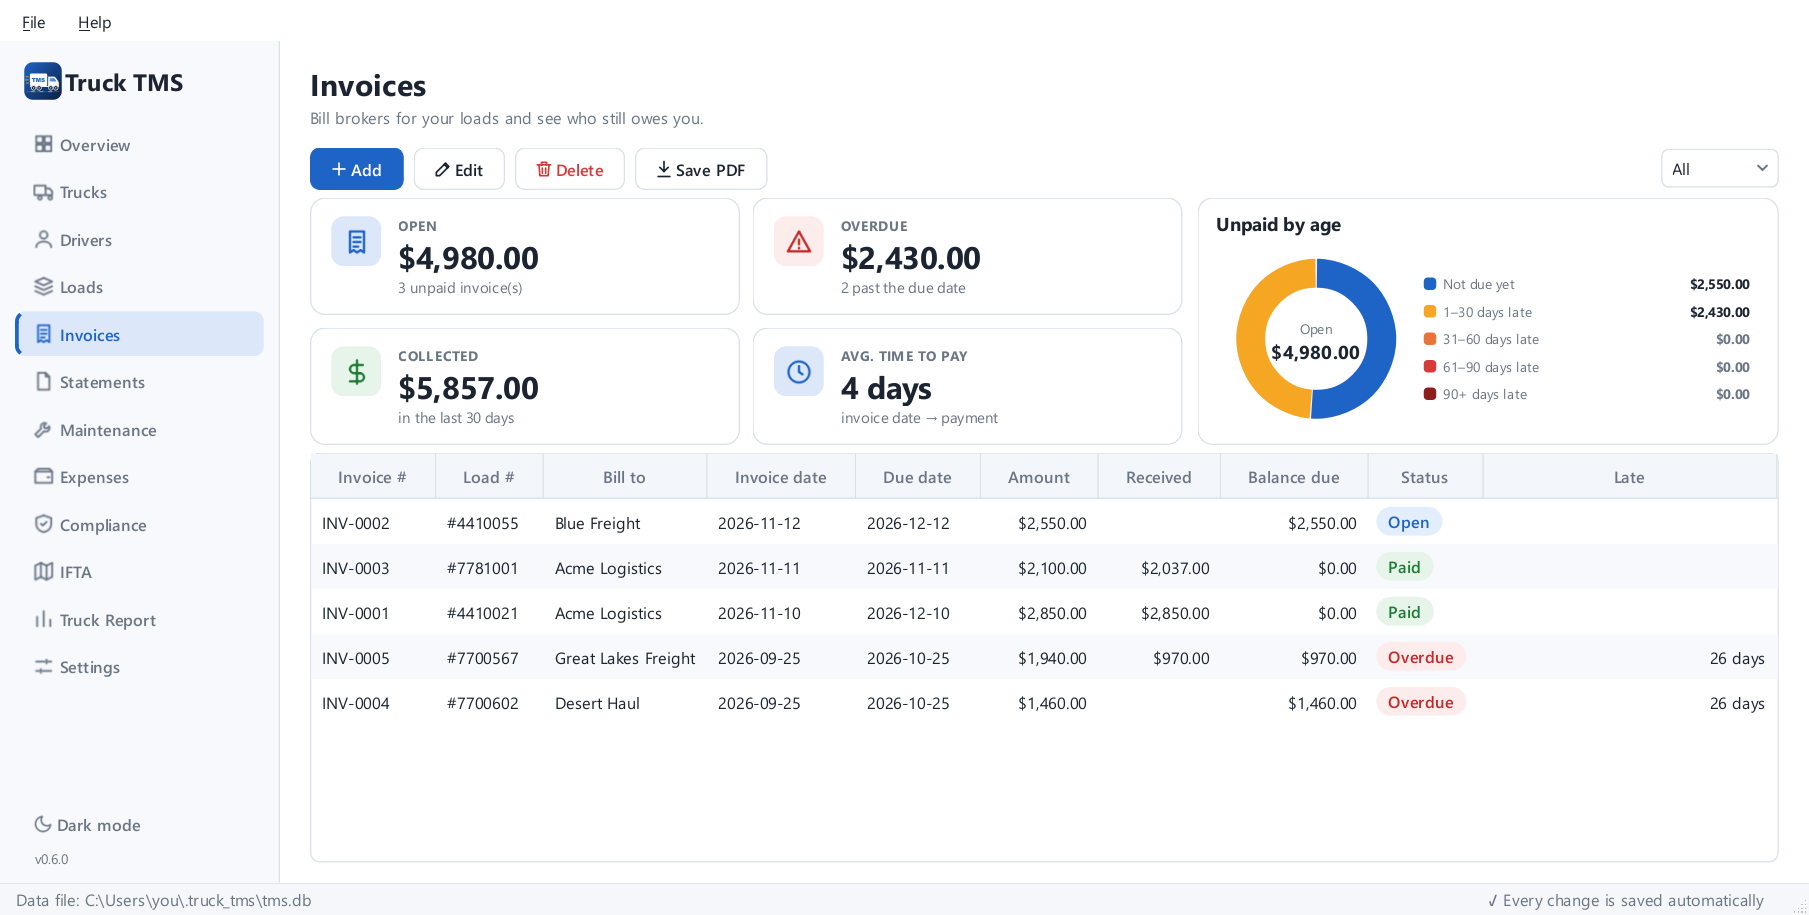 File Help
TMS
Truck TMS
Overview
Trucks
Drivers
Loads
Invoices
Statements
Maintenance
Expenses
Compliance
IFTA
Truck Report
Settings
Dark mode
v0.6.0
Invoices
Bill brokers for your loads and see who still owes you.
Add Edit Delete Save PDF All
OPEN
$4,980.00
3 unpaid invoice(s)
OVERDUE
$2,430.00
2 past the due date
COLLECTED
$5,857.00
in the last 30 days
AVG. TIME TO PAY
4 days
invoice date → payment
Unpaid by age
Open
$4,980.00
Not due yet $2,550.00
1–30 days late $2,430.00
31–60 days late $0.00
61–90 days late $0.00
90+ days late $0.00
Invoice # Load # Bill to Invoice date Due date Amount Received Balance due Status Late
INV-0002 #4410055 Blue Freight 2026-11-12 2026-12-12 $2,550.00 $2,550.00 Open
INV-0003 #7781001 Acme Logistics 2026-11-11 2026-11-11 $2,100.00 $2,037.00 $0.00 Paid
INV-0001 #4410021 Acme Logistics 2026-11-10 2026-12-10 $2,850.00 $2,850.00 $0.00 Paid
INV-0005 #7700567 Great Lakes Freight 2026-09-25 2026-10-25 $1,940.00 $970.00 $970.00 Overdue 26 days
INV-0004 #7700602 Desert Haul 2026-09-25 2026-10-25 $1,460.00 $1,460.00 Overdue 26 days
Data file: C:\Users\you\.truck_tms\tms.db
✓ Every change is saved automatically